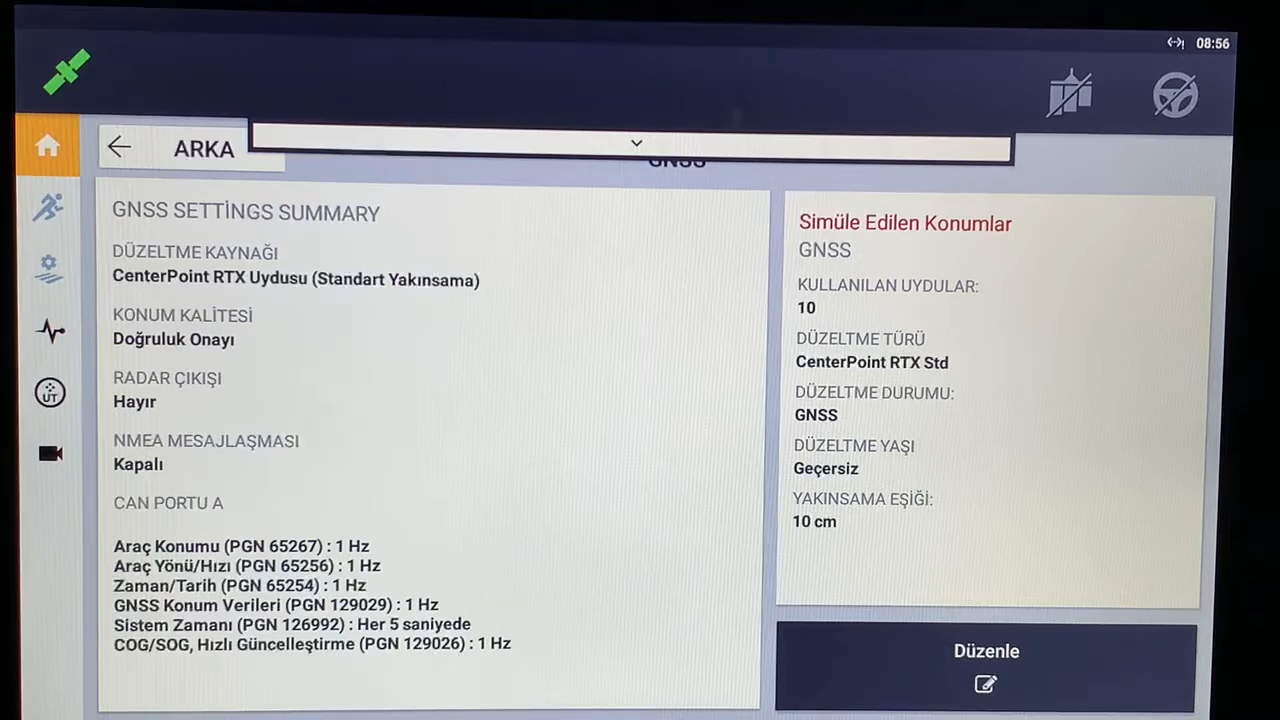 08:56
ARKA
GNSS
GNSS SETTİNGS SUMMARY
DÜZELTME KAYNAĞI
CenterPoint RTX Uydusu (Standart Yakınsama)
KONUM KALİTESİ
Doğruluk Onayı
RADAR ÇIKIŞI
Hayır
NMEA MESAJLAŞMASI
Kapalı
CAN PORTU A
Araç Konumu (PGN 65267) : 1 Hz
Araç Yönü/Hızı (PGN 65256) : 1 Hz
Zaman/Tarih (PGN 65254) : 1 Hz
GNSS Konum Verileri (PGN 129029) : 1 Hz
Sistem Zamanı (PGN 126992) : Her 5 saniyede
COG/SOG, Hızlı Güncelleştirme (PGN 129026) : 1 Hz
Simüle Edilen Konumlar
GNSS
KULLANILAN UYDULAR:
10
DÜZELTME TÜRÜ
CenterPoint RTX Std
DÜZELTME DURUMU:
GNSS
DÜZELTME YAŞI
Geçersiz
YAKINSAMA EŞİĞİ:
10 cm
Düzenle
UT